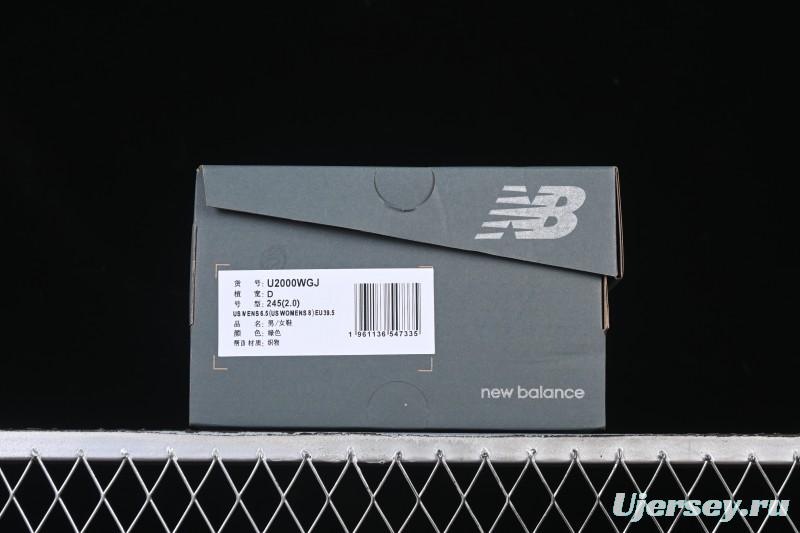 NB
货 号: U2000WGJ
楦 宽: D
号 型: 245(2.0)
US MENS 6.5 (US WOMENS 8) EU 39.5
品 名: 男/女鞋
颜 色: 绿色
帮面材质: 织物
1 961136 547335
new balance
Ujersey.ru